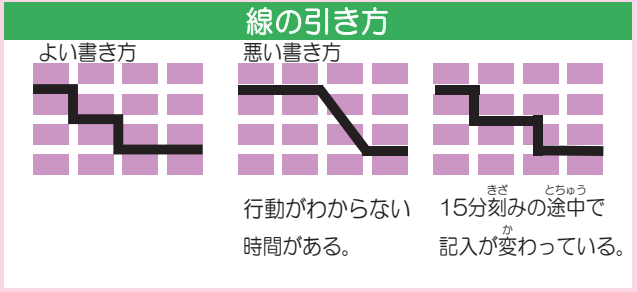 線の引き方
よい書き方
悪い書き方
行動がわからない
時間がある。
きざ とちゅう
15分刻みの途中で
か
記入が変わっている。